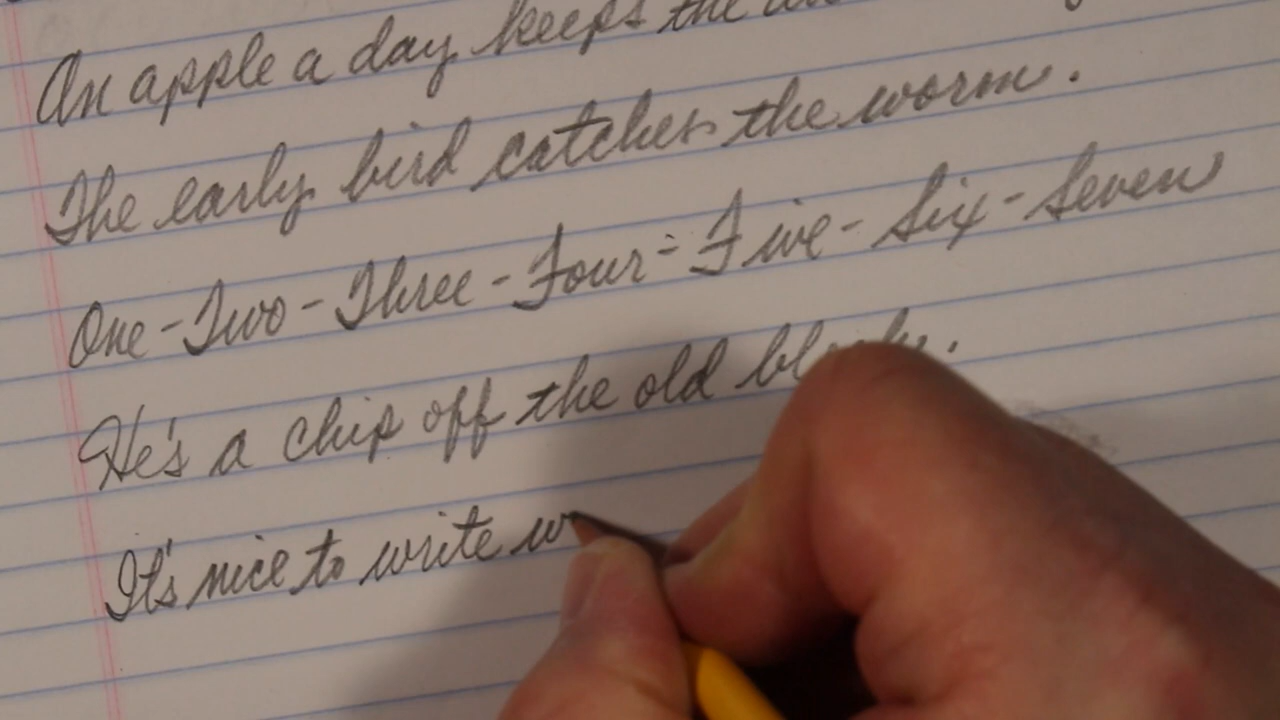 An apple a day keeps the
The early bird catches the worm.
One-Two-Three-Four-Five-Six-Seven
He's a chip off the old
It's nice to write